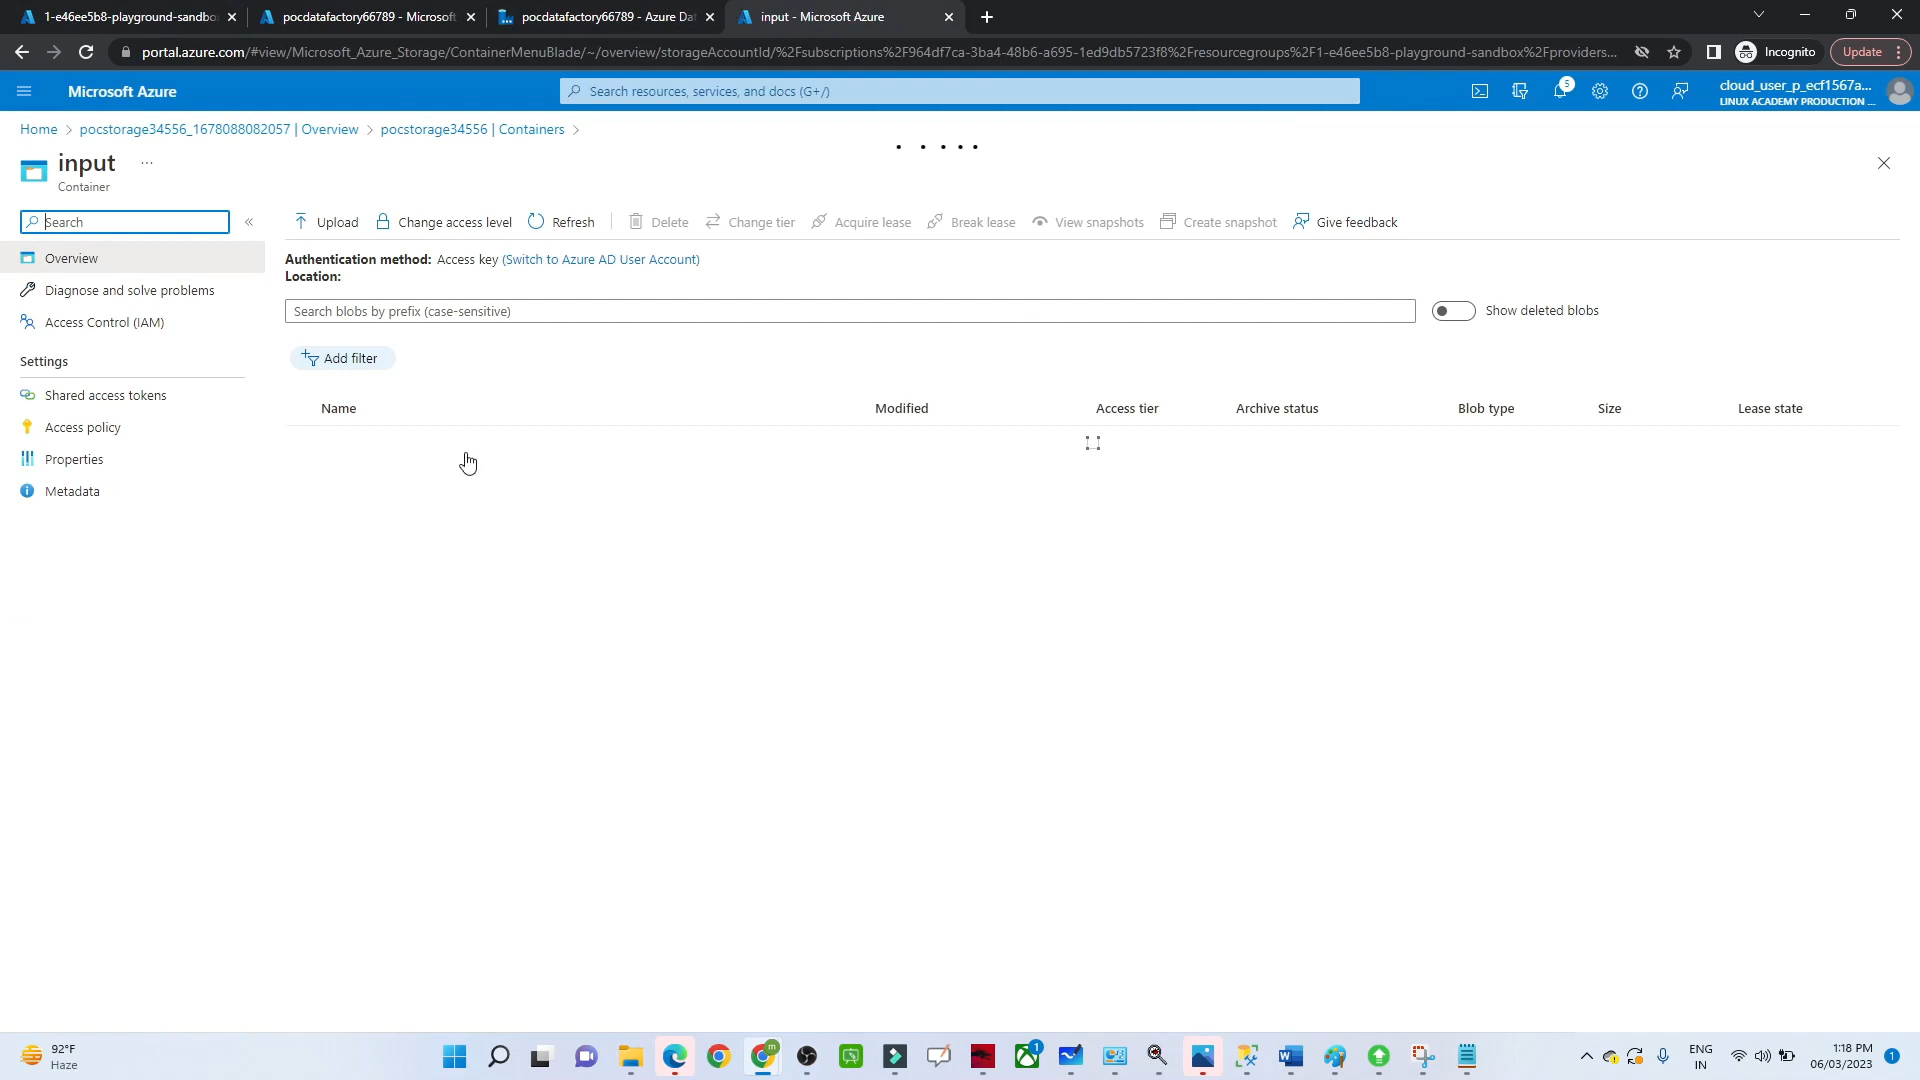 1-e46ee5b8-playground-sandbo
pocdatafactory66789 - Microsoft
pocdatafactory66789 - Azure Da
input - Microsoft Azure
portal.azure.com/#view/Microsoft_Azure_Storage/ContainerMenuBlade/~/overview/storageAccountId/%2Fsubscriptions%2F964df7ca-3ba4-48b6-a695-1ed9db5723f8%2Fresourcegroups%2F1-e46ee5b8-playground-sandbox%2Fproviders...
Incognito
Update
Microsoft Azure
Search resources, services, and docs (G+/)
5
cloud_user_p_ecf1567a...
LINUX ACADEMY PRODUCTION ...
Home > pocstorage34556_1678088082057 | Overview > pocstorage34556 | Containers >
input ...
Container
Search
«
Upload
Change access level
Refresh
Delete
Change tier
Acquire lease
Break lease
View snapshots
Create snapshot
Give feedback
Overview
Diagnose and solve problems
Access Control (IAM)
Settings
Shared access tokens
Access policy
Properties
Metadata
Authentication method: Access key (Switch to Azure AD User Account)
Location:
Search blobs by prefix (case-sensitive)
Show deleted blobs
Add filter
Name
Modified
Access tier
Archive status
Blob type
Size
Lease state
92°F
Haze
m
1
ENG
IN
1:18 PM
06/03/2023
1